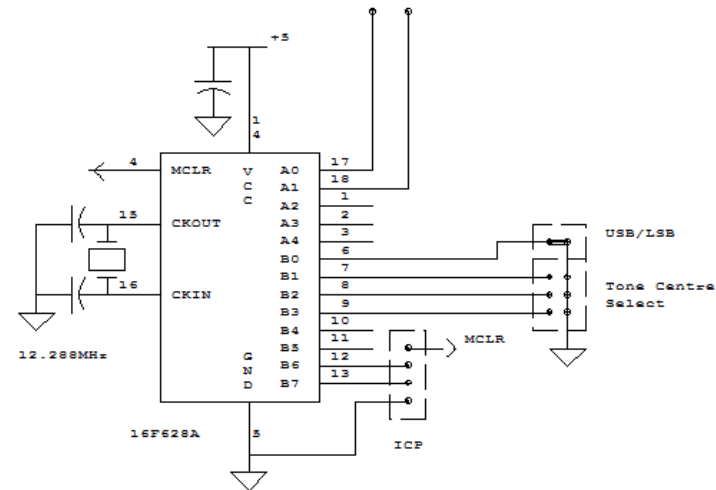 +5
1
4
4
MCLR
VCC
A0
17
A1
18
A2
1
15
CKOUT
A3
2
A4
3
B0
6
USB/LSB
B1
7
16
CKIN
B2
8
Tone Centre
Select
B3
9
B4
10
12.288MHz
B5
11
MCLR
GND
B6
12
B7
13
16F628A
5
ICP